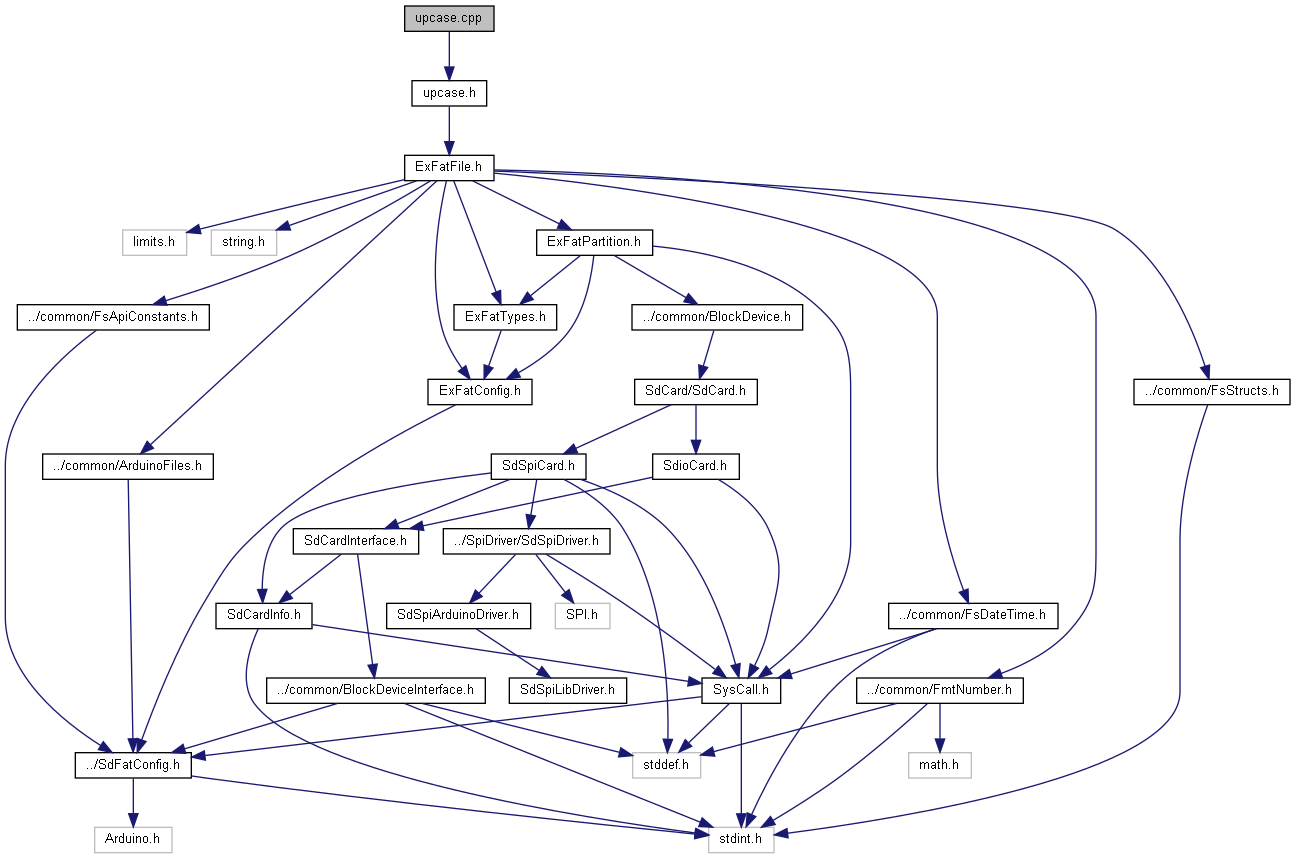 upcase.cpp
upcase.h
ExFatFile.h
limits.h
string.h
ExFatPartition.h
../common/FsApiConstants.h
ExFatTypes.h
../common/BlockDevice.h
ExFatConfig.h
SdCard/SdCard.h
../common/FsStructs.h
../common/ArduinoFiles.h
SdSpiCard.h
SdioCard.h
SdCardInterface.h
../SpiDriver/SdSpiDriver.h
SdCardInfo.h
SdSpiArduinoDriver.h
SPI.h
../common/FsDateTime.h
../common/BlockDeviceInterface.h
SdSpiLibDriver.h
SysCall.h
../common/FmtNumber.h
../SdFatConfig.h
stddef.h
math.h
Arduino.h
stdint.h